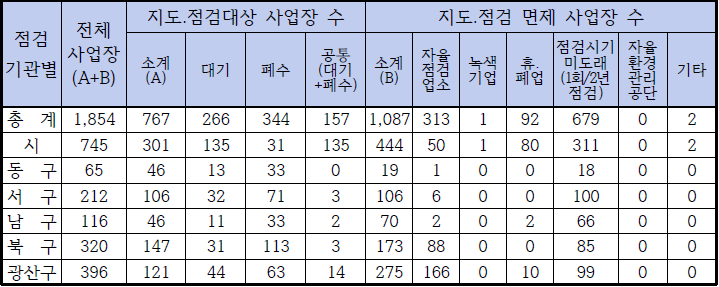 점검 기관별 전체 사업장 (A+B) 지도.점검대상 사업장 수 지도.점검 면제 사업장 수
소계 (A) 대기 폐수 공통 (대기 +폐수) 소계 (B) 자율 점검 업소 녹색 기업 휴. 폐업 점검시기 미도래 (1회/2년 점검) 자율 환경 관리 공단 기타
총 계 1,854 767 266 344 157 1,087 313 1 92 679 0 2
시 745 301 135 31 135 444 50 1 80 311 0 2
동 구 65 46 13 33 0 19 1 0 0 18 0 0
서 구 212 106 32 71 3 106 6 0 0 100 0 0
남 구 116 46 11 33 2 70 2 0 2 66 0 0
북 구 320 147 31 113 3 173 88 0 0 85 0 0
광산구 396 121 44 63 14 275 166 0 10 99 0 0